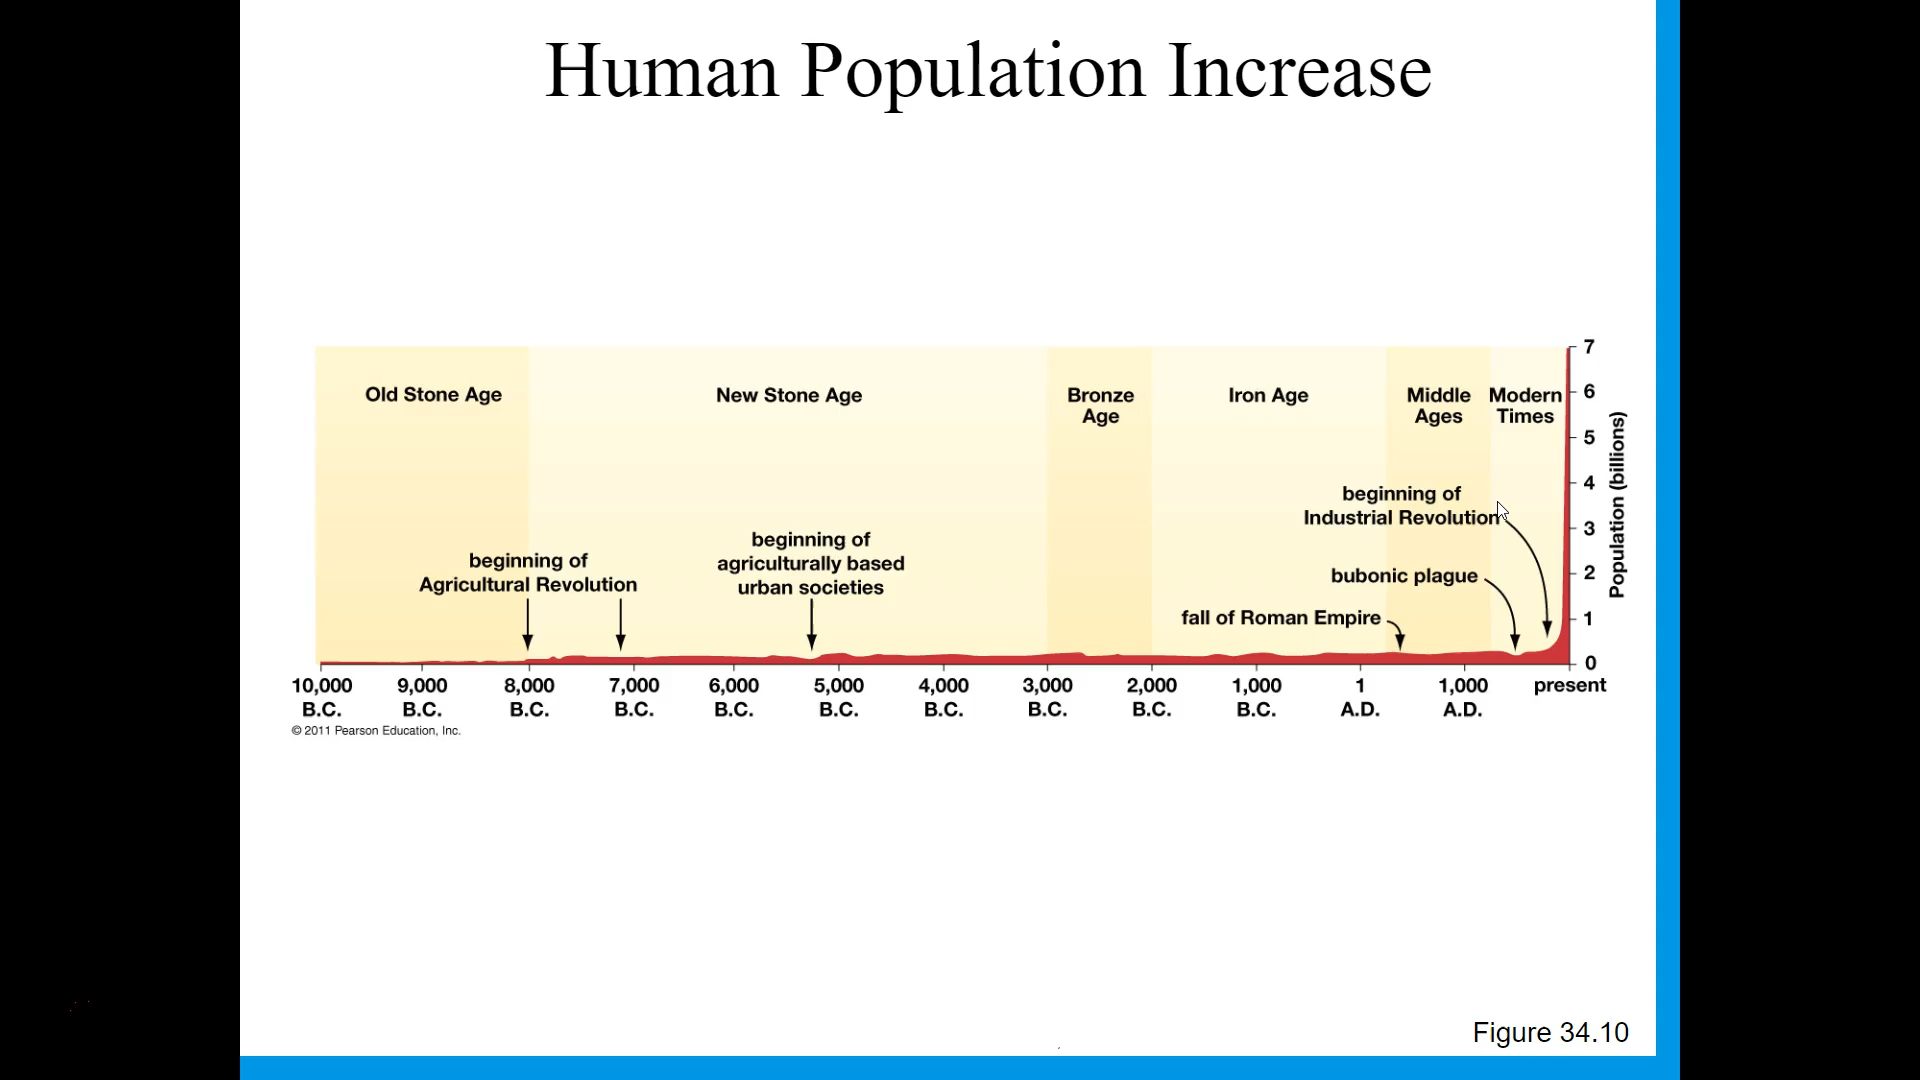 Human Population Increase
7
Old Stone Age
New Stone Age
Bronze
Age
Iron Age
Middle
Ages
Modern
Times
6
5
4
3
2
1
0
Population (billions)
beginning of
Industrial Revolution
beginning of
agriculturally based
urban societies
beginning of
Agricultural Revolution
bubonic plague
fall of Roman Empire
10,000
B.C.
9,000
B.C.
8,000
B.C.
7,000
B.C.
6,000
B.C.
5,000
B.C.
4,000
B.C.
3,000
B.C.
2,000
B.C.
1,000
B.C.
1
A.D.
1,000
A.D.
present
© 2011 Pearson Education, Inc.
Figure 34.10